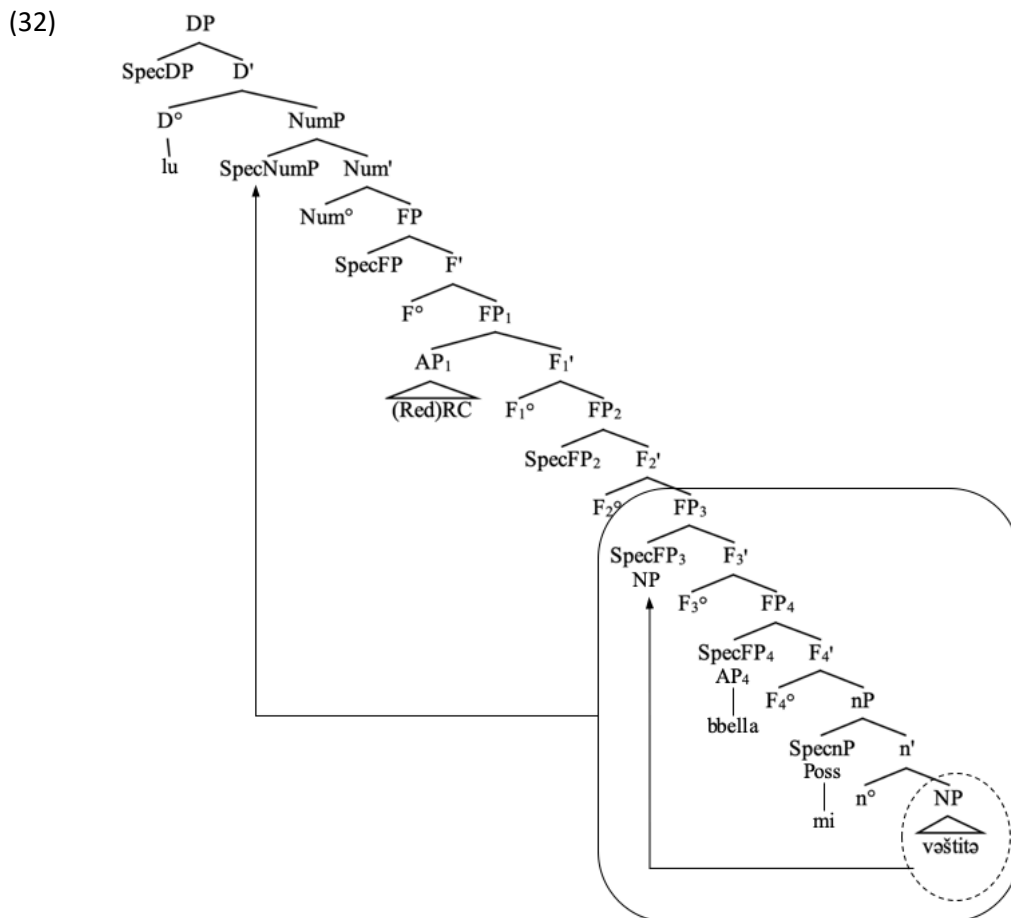 (32)
DP
SpecDP D'
D° NumP
lu SpecNumP Num'
Num° FP
SpecFP F'
F° FP₁
AP₁ F₁'
(Red)RC F₁° FP₂
SpecFP₂ F₂'
F₂° FP₃
SpecFP₃ F₃'
NP F₃° FP₄
SpecFP₄ F₄'
AP₄ F₄° nP
bbella SpecnP n'
Poss n° NP
mi vəštitə